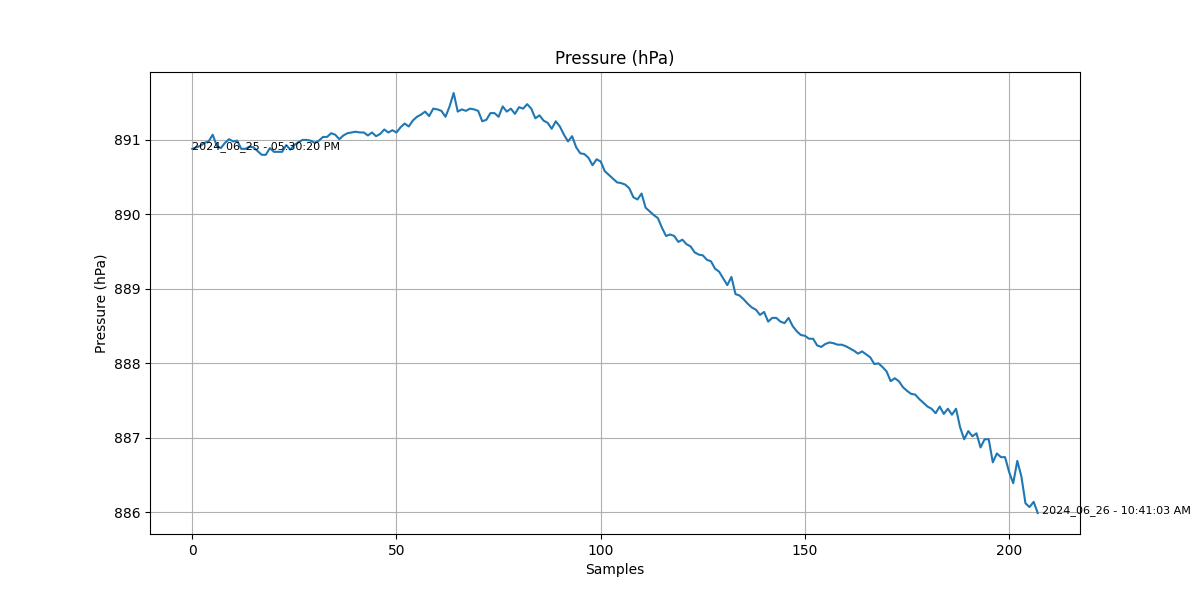 Pressure (hPa)
Pressure (hPa)
891
890
889
888
887
886
2024_06_25 - 05:30:20 PM
2024_06_26 - 10:41:03 AM
0 50 100 150 200
Samples